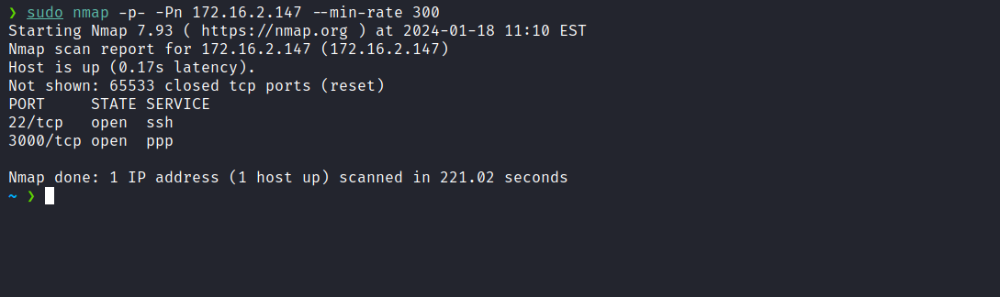 ❯ sudo nmap -p- -Pn 172.16.2.147 --min-rate 300
Starting Nmap 7.93 ( https://nmap.org ) at 2024-01-18 11:10 EST
Nmap scan report for 172.16.2.147 (172.16.2.147)
Host is up (0.17s latency).
Not shown: 65533 closed tcp ports (reset)
PORT     STATE SERVICE
22/tcp   open  ssh
3000/tcp open  ppp
Nmap done: 1 IP address (1 host up) scanned in 221.02 seconds
~ ❯